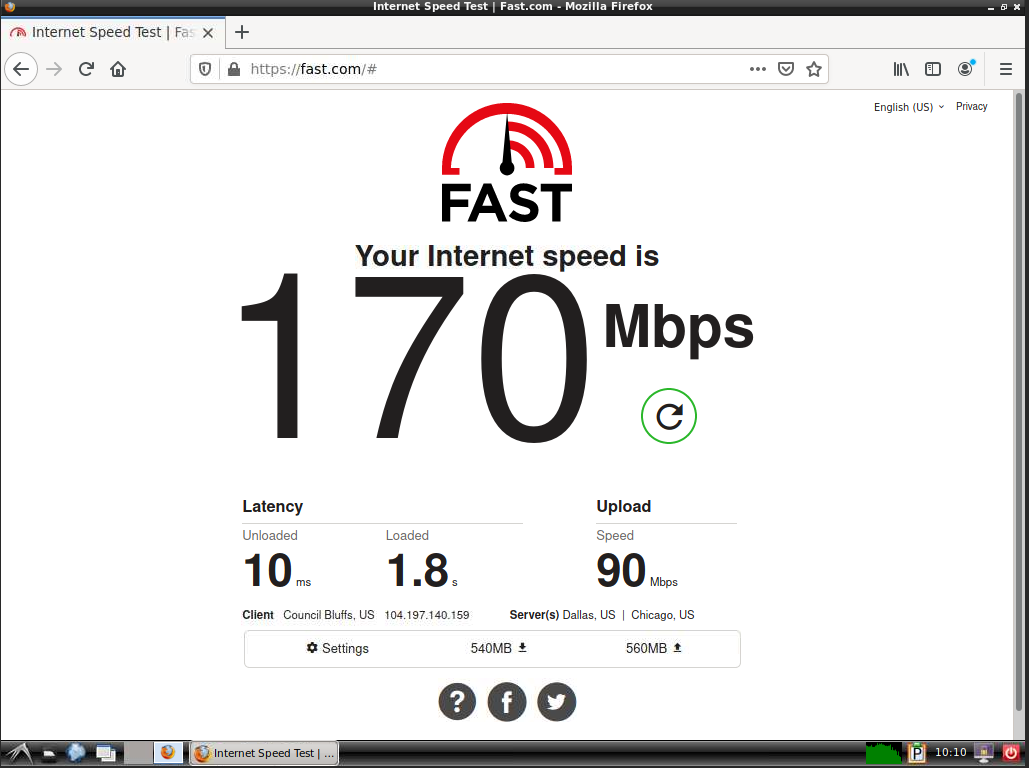 Internet Speed Test | Fast.com - Mozilla Firefox
Internet Speed Test | Fas
https://fast.com/#
English (US) Privacy
FAST
Your Internet speed is
170 Mbps
Latency Upload
Unloaded Loaded Speed
10 ms 1.8 s 90 Mbps
Client Council Bluffs, US 104.197.140.159 Server(s) Dallas, US | Chicago, US
Settings 540MB 560MB
?
Internet Speed Test | ... P 10:10